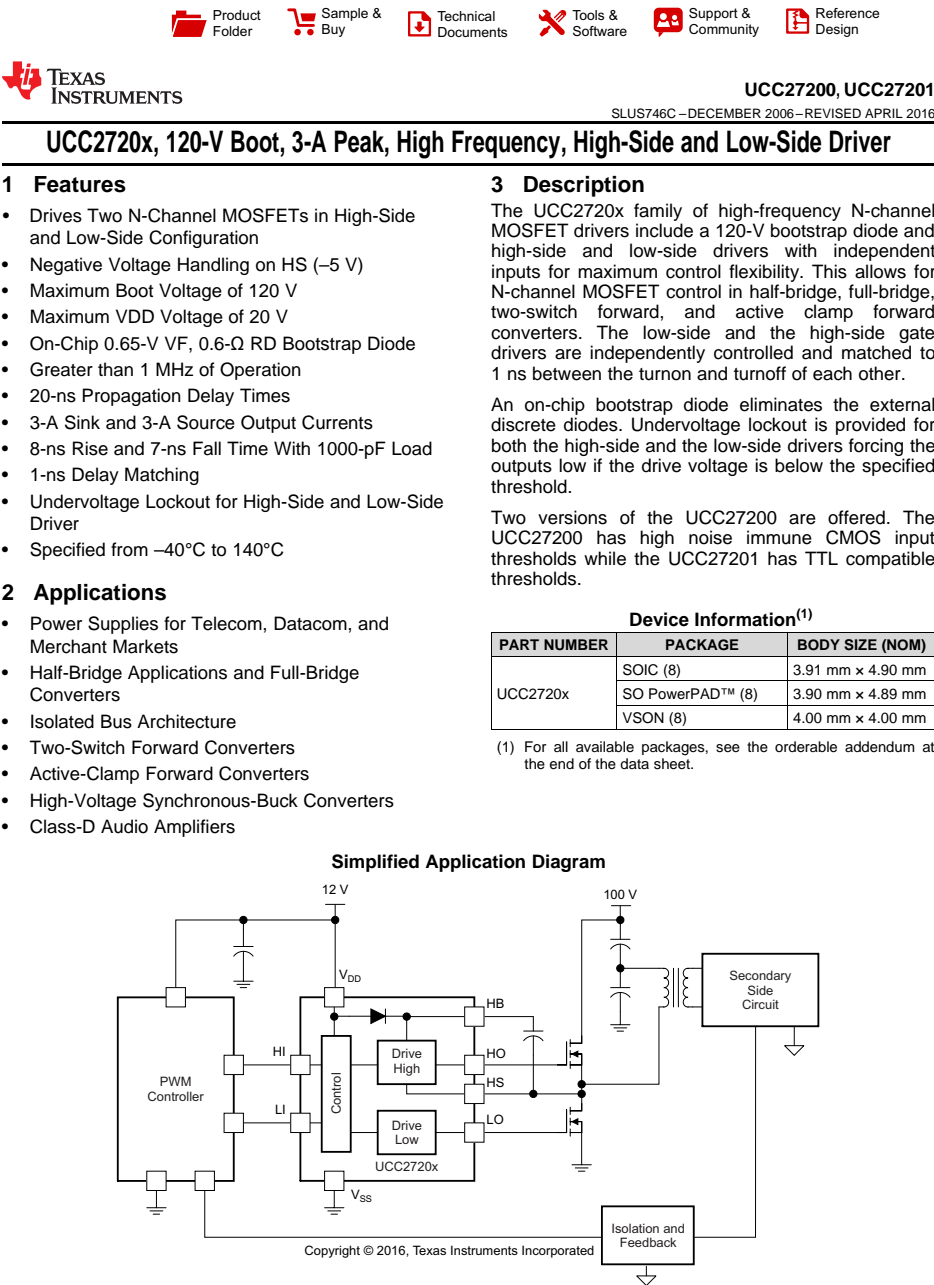 Product Folder
Sample & Buy
Technical Documents
Tools & Software
Support & Community
Reference Design
TEXAS INSTRUMENTS
UCC27200, UCC27201
SLUS746C – DECEMBER 2006 – REVISED APRIL 2016
UCC2720x, 120-V Boot, 3-A Peak, High Frequency, High-Side and Low-Side Driver
1 Features
• Drives Two N-Channel MOSFETs in High-Side
and Low-Side Configuration
• Negative Voltage Handling on HS (–5 V)
• Maximum Boot Voltage of 120 V
• Maximum VDD Voltage of 20 V
• On-Chip 0.65-V VF, 0.6-Ω RD Bootstrap Diode
• Greater than 1 MHz of Operation
• 20-ns Propagation Delay Times
• 3-A Sink and 3-A Source Output Currents
• 8-ns Rise and 7-ns Fall Time With 1000-pF Load
• 1-ns Delay Matching
• Undervoltage Lockout for High-Side and Low-Side
Driver
• Specified from –40°C to 140°C
2 Applications
• Power Supplies for Telecom, Datacom, and
Merchant Markets
• Half-Bridge Applications and Full-Bridge
Converters
• Isolated Bus Architecture
• Two-Switch Forward Converters
• Active-Clamp Forward Converters
• High-Voltage Synchronous-Buck Converters
• Class-D Audio Amplifiers
3 Description
The UCC2720x family of high-frequency N-channel
MOSFET drivers include a 120-V bootstrap diode and
high-side and low-side drivers with independent
inputs for maximum control flexibility. This allows for
N-channel MOSFET control in half-bridge, full-bridge,
two-switch forward, and active clamp forward
converters. The low-side and the high-side gate
drivers are independently controlled and matched to
1 ns between the turnon and turnoff of each other.
An on-chip bootstrap diode eliminates the external
discrete diodes. Undervoltage lockout is provided for
both the high-side and the low-side drivers forcing the
outputs low if the drive voltage is below the specified
threshold.
Two versions of the UCC27200 are offered. The
UCC27200 has high noise immune CMOS input
thresholds while the UCC27201 has TTL compatible
thresholds.
Device Information(1)
PART NUMBER PACKAGE BODY SIZE (NOM)
UCC2720x
SOIC (8) 3.91 mm × 4.90 mm
SO PowerPAD™ (8) 3.90 mm × 4.89 mm
VSON (8) 4.00 mm × 4.00 mm
(1) For all available packages, see the orderable addendum at
the end of the data sheet.
Simplified Application Diagram
12 V
100 V
VDD
HB
HO
HS
LO
HI
LI
PWM
Controller
Control
Drive
High
Drive
Low
UCC2720x
VSS
Secondary
Side
Circuit
Isolation and
Feedback
Copyright © 2016, Texas Instruments Incorporated